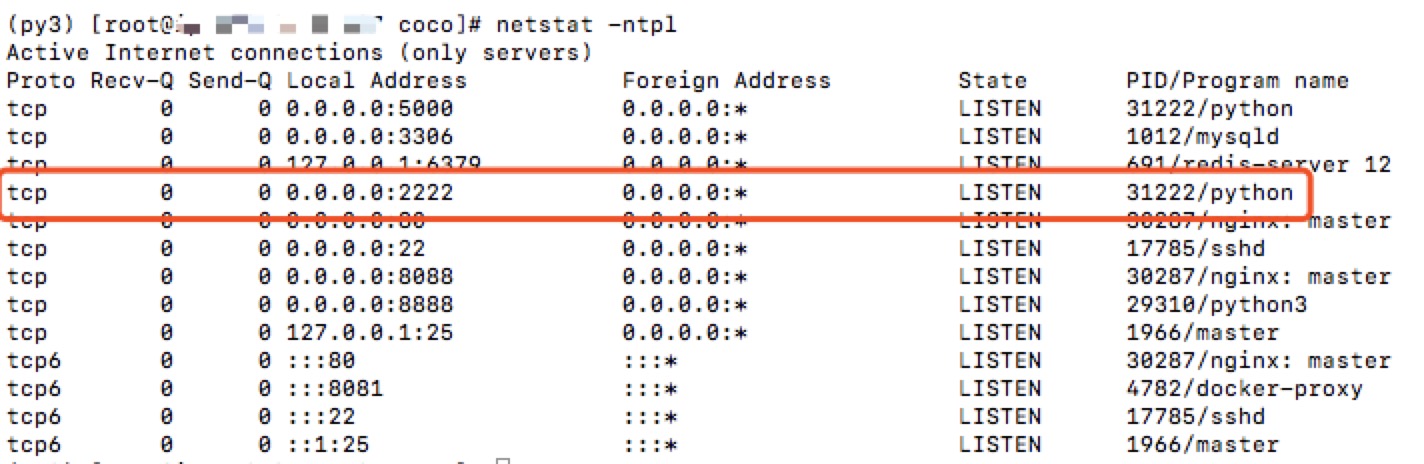 (py3) [root@ coco]# netstat -ntpl
Active Internet connections (only servers)
Proto Recv-Q Send-Q Local Address Foreign Address State PID/Program name
tcp 0 0 0.0.0.0:5000 0.0.0.0:* LISTEN 31222/python
tcp 0 0 0.0.0.0:3306 0.0.0.0:* LISTEN 1012/mysqld
tcp 0 0 127.0.0.1:6379 0.0.0.0:* LISTEN 691/redis-server 12
tcp 0 0 0.0.0.0:2222 0.0.0.0:* LISTEN 31222/python
tcp 0 0 0.0.0.0:80 0.0.0.0:* LISTEN 30287/nginx: master
tcp 0 0 0.0.0.0:22 0.0.0.0:* LISTEN 17785/sshd
tcp 0 0 0.0.0.0:8088 0.0.0.0:* LISTEN 30287/nginx: master
tcp 0 0 0.0.0.0:8888 0.0.0.0:* LISTEN 29310/python3
tcp 0 0 127.0.0.1:25 0.0.0.0:* LISTEN 1966/master
tcp6 0 0 :::80 :::* LISTEN 30287/nginx: master
tcp6 0 0 :::8081 :::* LISTEN 4782/docker-proxy
tcp6 0 0 :::22 :::* LISTEN 17785/sshd
tcp6 0 0 ::1:25 :::* LISTEN 1966/master